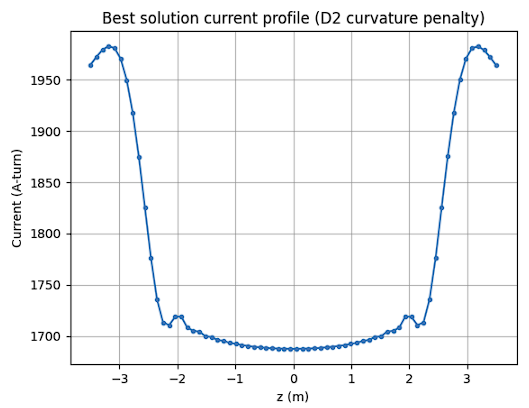 Best solution current profile (D2 curvature penalty)
1950
1900
1850
1800
1750
1700
Current (A-turn)
−3 −2 −1 0 1 2 3
z (m)